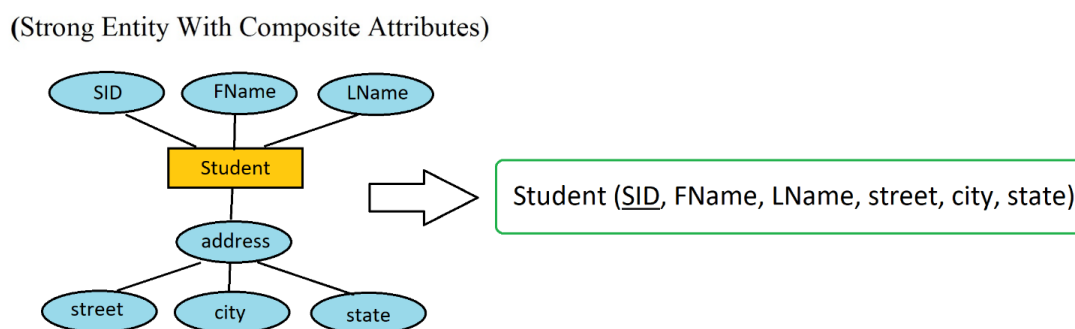 (Strong Entity With Composite Attributes)
SID
FName
LName
Student
address
street
city
state
Student (SID, FName, LName, street, city, state)